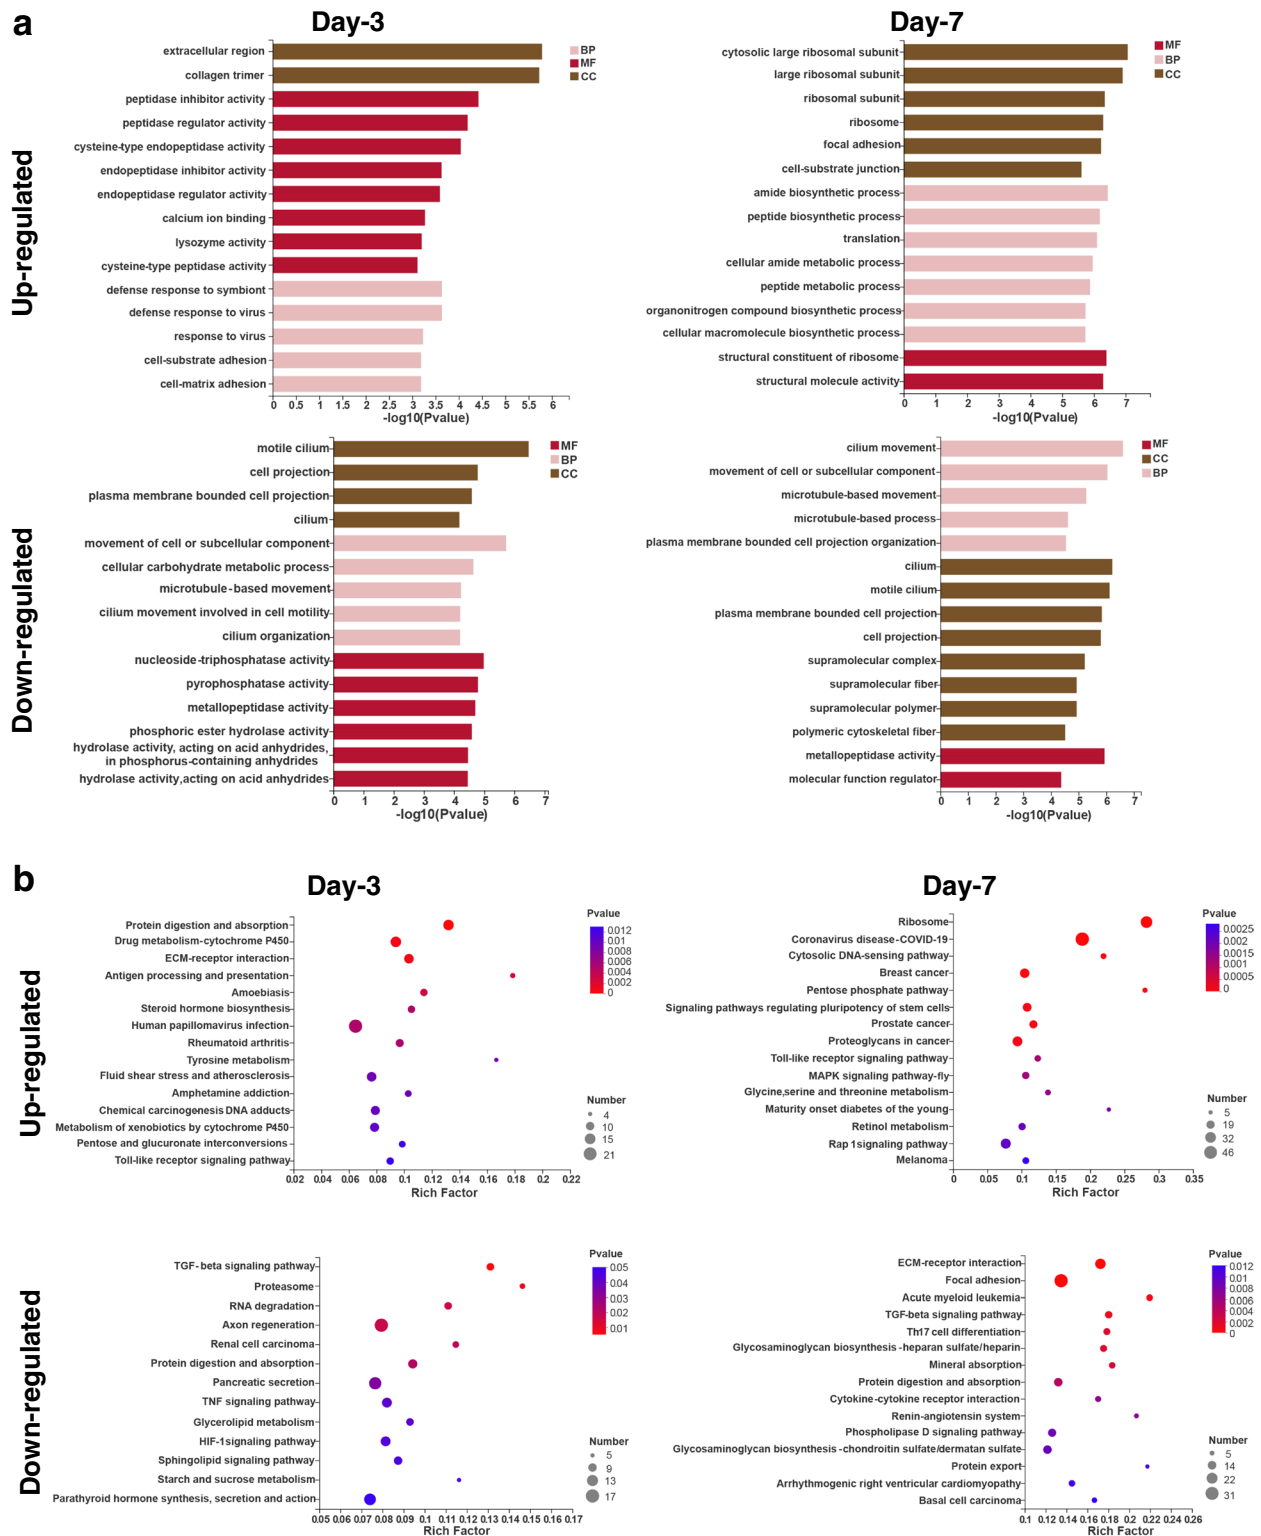 a
Day-3
Up-regulated
extracellular region
collagen trimer
peptidase inhibitor activity
peptidase regulator activity
cysteine-type endopeptidase activity
endopeptidase inhibitor activity
endopeptidase regulator activity
calcium ion binding
lysozyme activity
cysteine-type peptidase activity
defense response to symbiont
defense response to virus
response to virus
cell-substrate adhesion
cell-matrix adhesion
BP
MF
CC
0 0.5 1 1.5 2 2.5 3 3.5 4 4.5 5 5.5 6
-log10(Pvalue)
Day-7
cytosolic large ribosomal subunit
large ribosomal subunit
ribosomal subunit
ribosome
focal adhesion
cell-substrate junction
amide biosynthetic process
peptide biosynthetic process
translation
cellular amide metabolic process
peptide metabolic process
organonitrogen compound biosynthetic process
cellular macromolecule biosynthetic process
structural constituent of ribosome
structural molecule activity
MF
BP
CC
0 1 2 3 4 5 6 7
-log10(Pvalue)
Down-regulated
motile cilium
cell projection
plasma membrane bounded cell projection
cilium
movement of cell or subcellular component
cellular carbohydrate metabolic process
microtubule-based movement
cilium movement involved in cell motility
cilium organization
nucleoside-triphosphatase activity
pyrophosphatase activity
metallopeptidase activity
phosphoric ester hydrolase activity
hydrolase activity, acting on acid anhydrides,
in phosphorus-containing anhydrides
hydrolase activity,acting on acid anhydrides
MF
BP
CC
0 1 2 3 4 5 6 7
-log10(Pvalue)
cilium movement
movement of cell or subcellular component
microtubule-based movement
microtubule-based process
plasma membrane bounded cell projection organization
cilium
motile cilium
plasma membrane bounded cell projection
cell projection
supramolecular complex
supramolecular fiber
supramolecular polymer
polymeric cytoskeletal fiber
metallopeptidase activity
molecular function regulator
MF
CC
BP
0 1 2 3 4 5 6 7
-log10(Pvalue)
b
Day-3
Up-regulated
Protein digestion and absorption
Drug metabolism-cytochrome P450
ECM-receptor interaction
Antigen processing and presentation
Amoebiasis
Steroid hormone biosynthesis
Human papillomavirus infection
Rheumatoid arthritis
Tyrosine metabolism
Fluid shear stress and atherosclerosis
Amphetamine addiction
Chemical carcinogenesis DNA adducts
Metabolism of xenobiotics by cytochrome P450
Pentose and glucuronate interconversions
Toll-like receptor signaling pathway
0.02 0.04 0.06 0.08 0.1 0.12 0.14 0.16 0.18 0.2 0.22
Rich Factor
Pvalue
0.012
0.01
0.008
0.006
0.004
0.002
0
Number
4
10
15
21
Day-7
Ribosome
Coronavirus disease-COVID-19
Cytosolic DNA-sensing pathway
Breast cancer
Pentose phosphate pathway
Signaling pathways regulating pluripotency of stem cells
Prostate cancer
Proteoglycans in cancer
Toll-like receptor signaling pathway
MAPK signaling pathway-fly
Glycine,serine and threonine metabolism
Maturity onset diabetes of the young
Retinol metabolism
Rap 1signaling pathway
Melanoma
0 0.05 0.1 0.15 0.2 0.25 0.3 0.35
Rich Factor
Pvalue
0.0025
0.002
0.0015
0.001
0.0005
0
Number
5
19
32
46
Down-regulated
TGF-beta signaling pathway
Proteasome
RNA degradation
Axon regeneration
Renal cell carcinoma
Protein digestion and absorption
Pancreatic secretion
TNF signaling pathway
Glycerolipid metabolism
HIF-1signaling pathway
Sphingolipid signaling pathway
Starch and sucrose metabolism
Parathyroid hormone synthesis, secretion and action
0.05 0.06 0.07 0.08 0.09 0.1 0.11 0.12 0.13 0.14 0.15 0.16 0.17
Rich Factor
Pvalue
0.05
0.04
0.03
0.02
0.01
Number
5
9
13
17
ECM-receptor interaction
Focal adhesion
Acute myeloid leukemia
TGF-beta signaling pathway
Th17 cell differentiation
Glycosaminoglycan biosynthesis-heparan sulfate/heparin
Mineral absorption
Protein digestion and absorption
Cytokine-cytokine receptor interaction
Renin-angiotensin system
Phospholipase D signaling pathway
Glycosaminoglycan biosynthesis-chondroitin sulfate/dermatan sulfate
Protein export
Arrhythmogenic right ventricular cardiomyopathy
Basal cell carcinoma
0.1 0.12 0.14 0.16 0.18 0.2 0.22 0.24 0.26
Rich Factor
Pvalue
0.012
0.01
0.008
0.006
0.004
0.002
0
Number
5
14
22
31